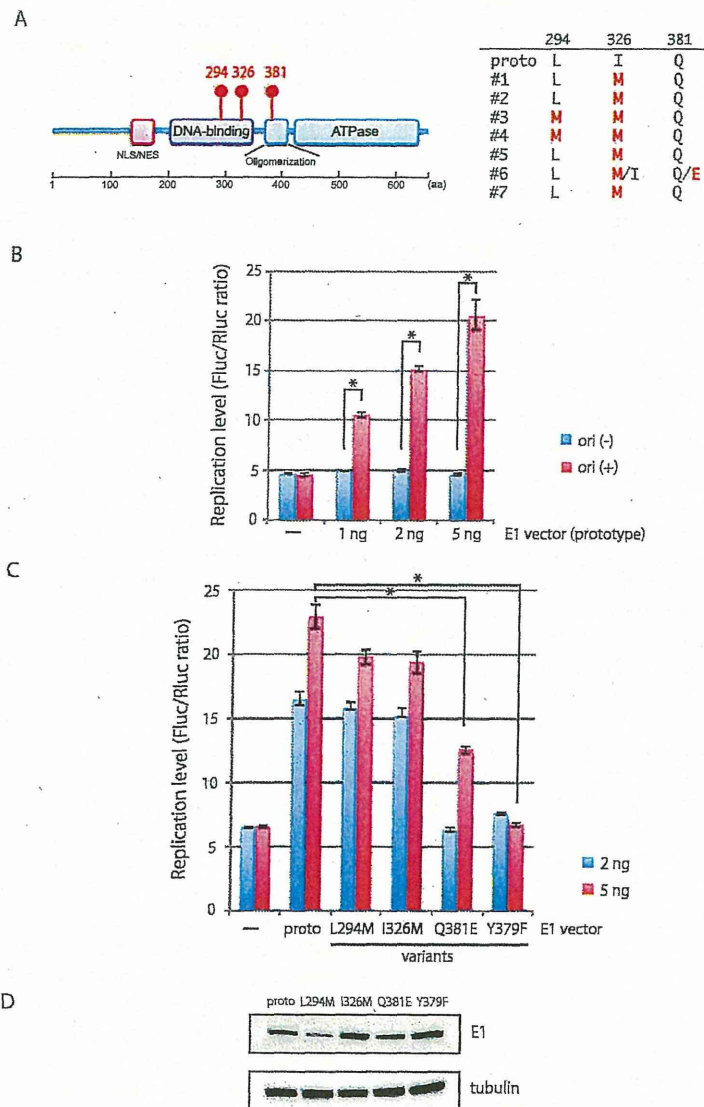 A
294 326 381
DNA-binding
ATPase
NLS/NES
Oligomerization
1 100 200 300 400 500 600 (aa)
294 326 381
proto L I Q
#1 L M Q
#2 L M Q
#3 M M Q
#4 M M Q
#5 L M Q
#6 L M/I Q/E
#7 L M Q
B
Replication level (Fluc/Rluc ratio)
25
20
15
10
5
0
*
*
*
ori (-)
ori (+)
— 1 ng 2 ng 5 ng E1 vector (prototype)
C
Replication level (Fluc/Rluc ratio)
25
20
15
10
5
0
*
*
2 ng
5 ng
— proto L294M I326M Q381E Y379F E1 vector
variants
D
proto L294M I326M Q381E Y379F
E1
tubulin